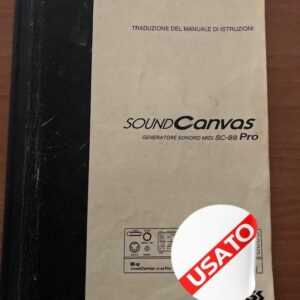 TRADUZIONE DEL MANUALE DI ISTRUZIONI
SOUND Canvas
GENERATORE SONORO MIDI SC-88 Pro
USATO